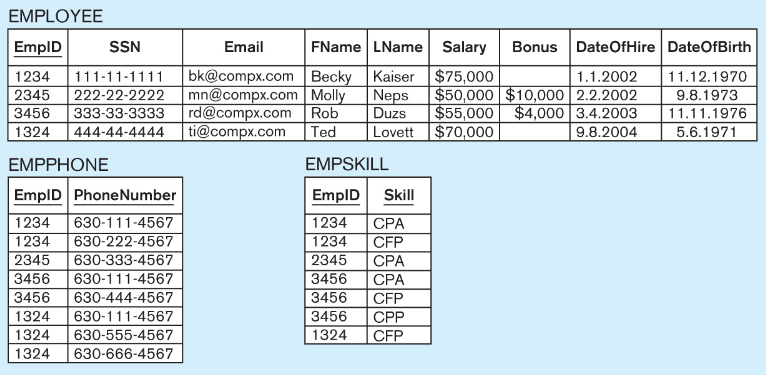 EMPLOYEE
EmpID SSN Email FName LName Salary Bonus DateOfHire DateOfBirth
1234 111-11-1111 bk@compx.com Becky Kaiser $75,000 1.1.2002 11.12.1970
2345 222-22-2222 mn@compx.com Molly Neps $50,000 $10,000 2.2.2002 9.8.1973
3456 333-33-3333 rd@compx.com Rob Duzs $55,000 $4,000 3.4.2003 11.11.1976
1324 444-44-4444 ti@compx.com Ted Lovett $70,000 9.8.2004 5.6.1971
EMPPHONE
EmpID PhoneNumber
1234 630-111-4567
1234 630-222-4567
2345 630-333-4567
3456 630-111-4567
3456 630-444-4567
1324 630-111-4567
1324 630-555-4567
1324 630-666-4567
EMPSKILL
EmpID Skill
1234 CPA
1234 CFP
2345 CPA
3456 CPA
3456 CFP
3456 CPP
1324 CFP